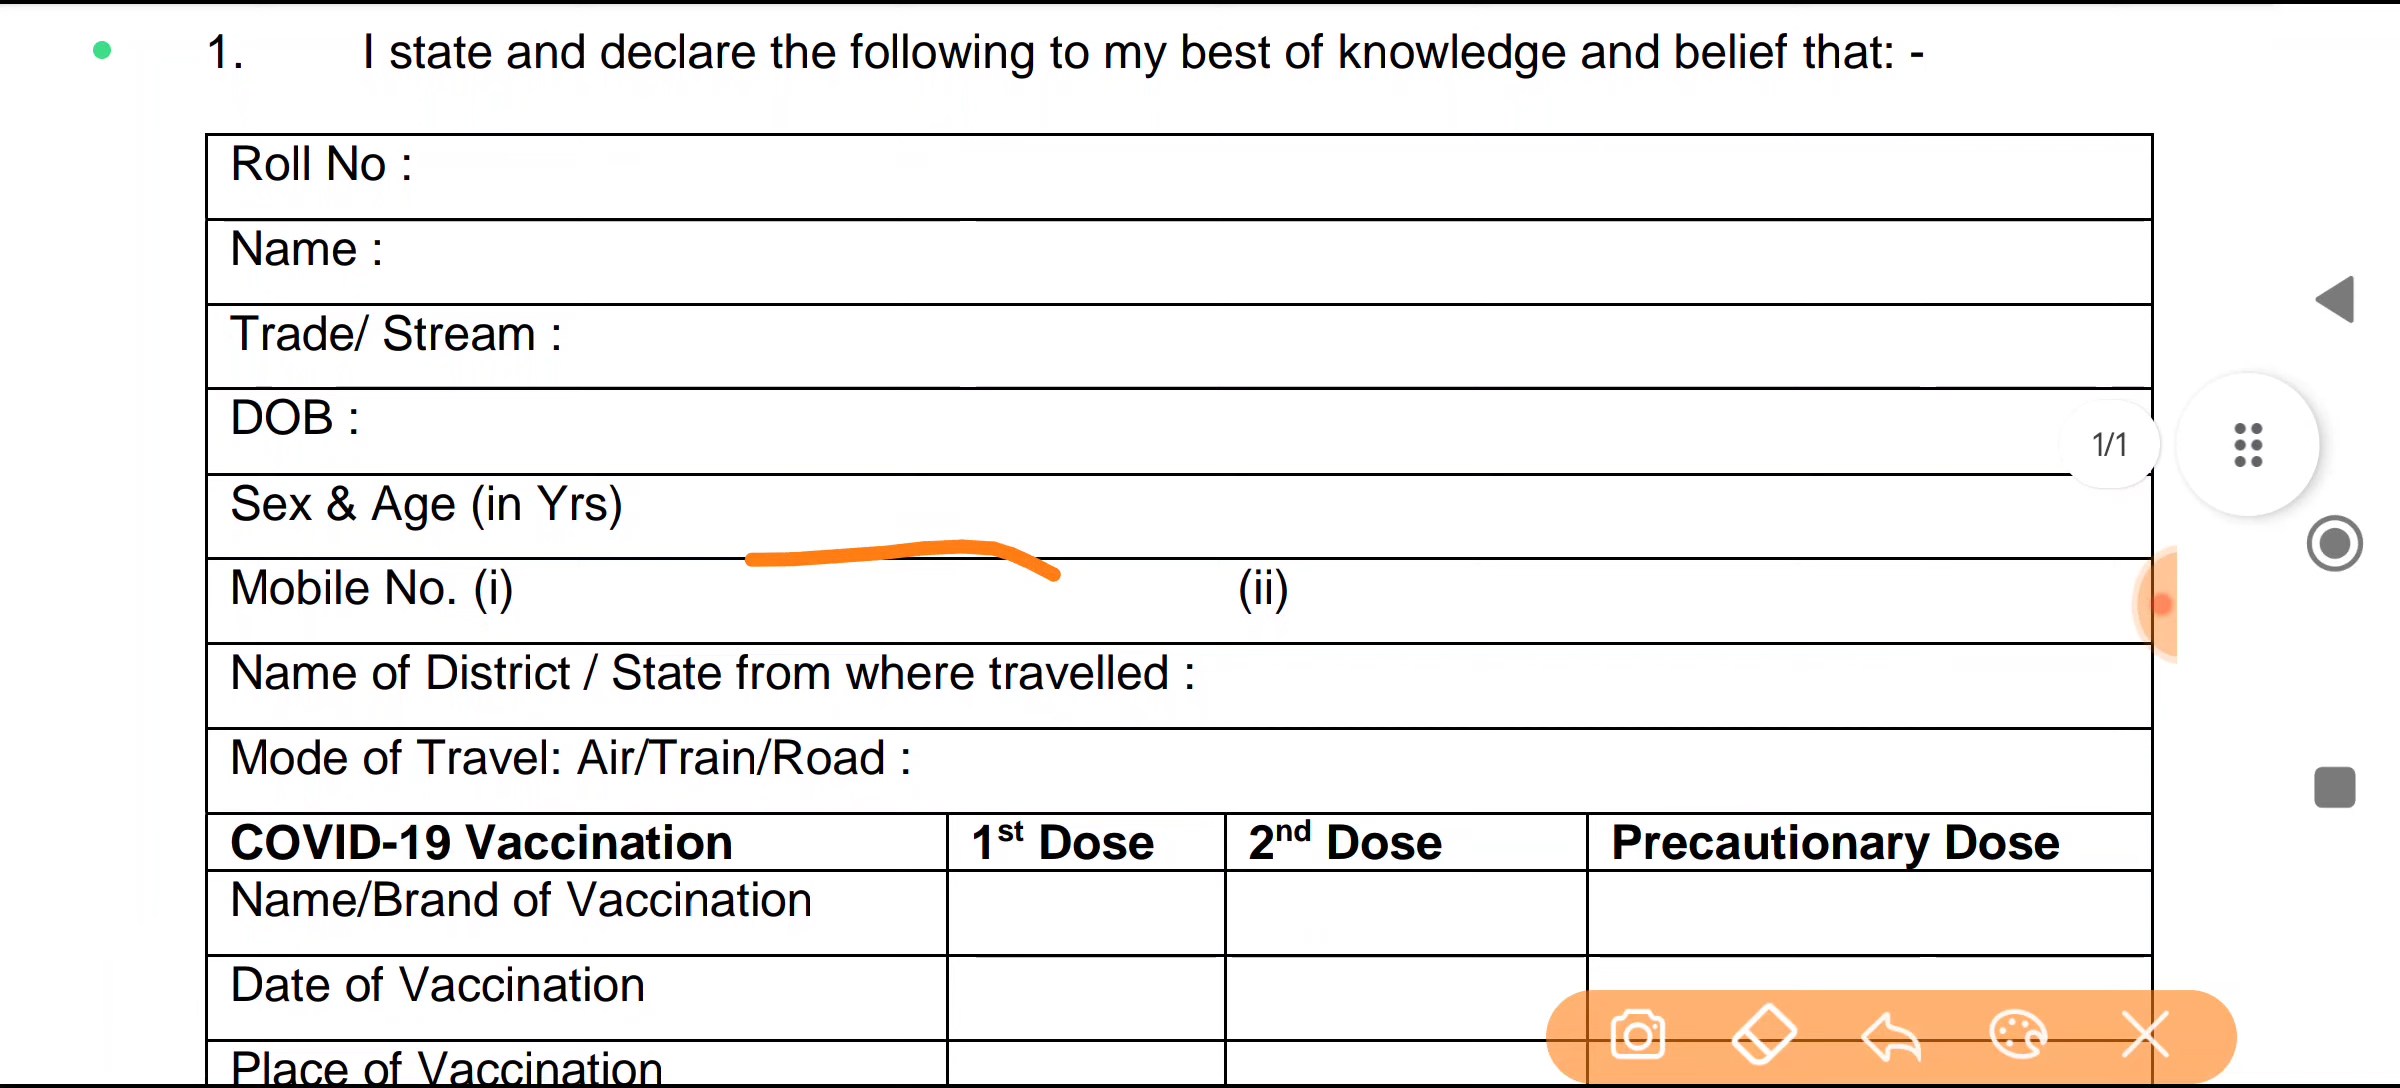 1. I state and declare the following to my best of knowledge and belief that: -
Roll No :
Name :
Trade/ Stream :
DOB :
1/1
Sex & Age (in Yrs)
Mobile No. (i) (ii)
Name of District / State from where travelled :
Mode of Travel: Air/Train/Road :
COVID-19 Vaccination 1st Dose 2nd Dose Precautionary Dose
Name/Brand of Vaccination
Date of Vaccination
Place of Vaccination